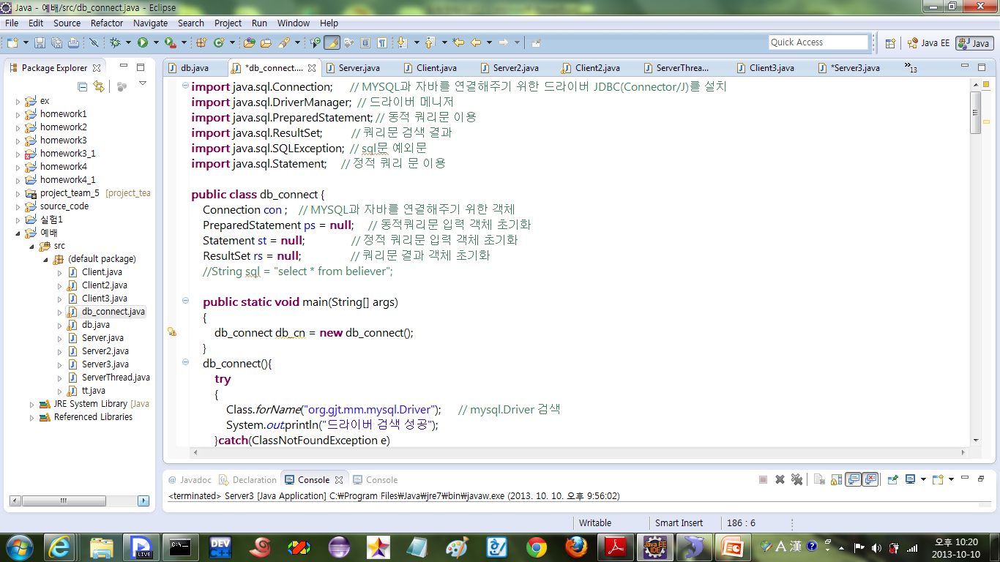 Java - 예배/src/db_connect.java - Eclipse
File Edit Source Refactor Navigate Search Project Run Window Help
Quick Access
Java EE
Java
Package Explorer
ex
homework1
homework2
homework3
homework3_1
homework4
homework4_1
project_team_5 [project_tea
source_code
실험1
예배
src
(default package)
Client.java
Client2.java
Client3.java
db_connect.java
db.java
Server.java
Server2.java
Server3.java
ServerThread.java
tt.java
JRE System Library [Java
Referenced Libraries
db.java *db_connect.... Server.java Client.java Server2.java Client2.java ServerThrea... Client3.java *Server3.java »13
import java.sql.Connection; // MYSQL과 자바를 연결해주기 위한 드라이버 JDBC(Connector/J)를 설치
import java.sql.DriverManager; // 드라이버 메니저
import java.sql.PreparedStatement; // 동적 쿼리문 이용
import java.sql.ResultSet; // 쿼리문 검색 결과
import java.sql.SQLException; // sql문 예외문
import java.sql.Statement; // 정적 쿼리 문 이용
public class db_connect {
Connection con ; // MYSQL과 자바를 연결해주기 위한 객체
PreparedStatement ps = null; // 동적쿼리문 입력 객체 초기화
Statement st = null; // 정적 쿼리문 입력 객체 초기화
ResultSet rs = null; // 쿼리문 결과 객체 초기화
//String sql = "select * from believer";
public static void main(String[] args)
{
db_connect db_cn = new db_connect();
}
db_connect(){
try
{
Class.forName("org.gjt.mm.mysql.Driver"); // mysql.Driver 검색
System.out.println("드라이버 검색 성공");
}catch(ClassNotFoundException e)
@ Javadoc Declaration Console Console
<terminated> Server3 [Java Application] C:₩Program Files₩Java₩jre7₩bin₩javaw.exe (2013. 10. 10. 오후 9:56:02)
Writable Smart Insert 186 : 6
LIVE
DEV C++
Java EE IDE
A 漢
오후 10:20
2013-10-10